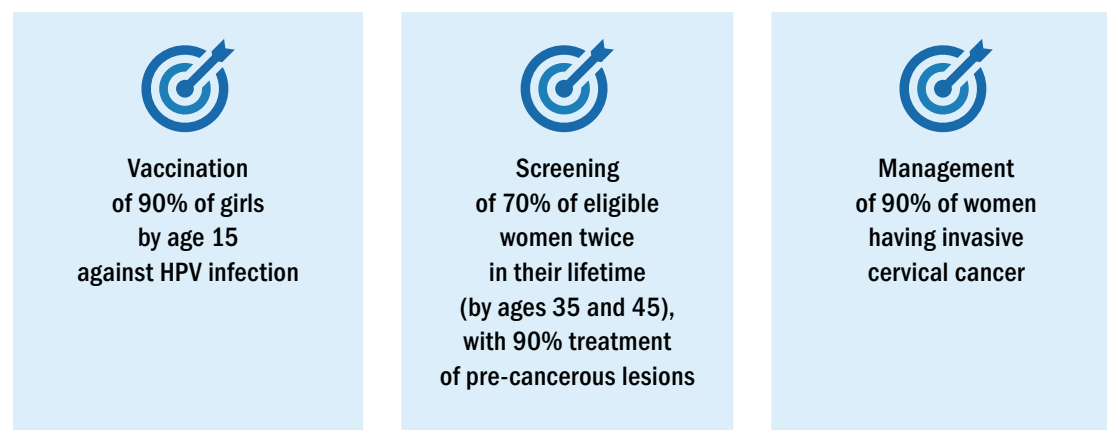 Vaccination
of 90% of girls
by age 15
against HPV infection
Screening
of 70% of eligible
women twice
in their lifetime
(by ages 35 and 45),
with 90% treatment
of pre-cancerous lesions
Management
of 90% of women
having invasive
cervical cancer